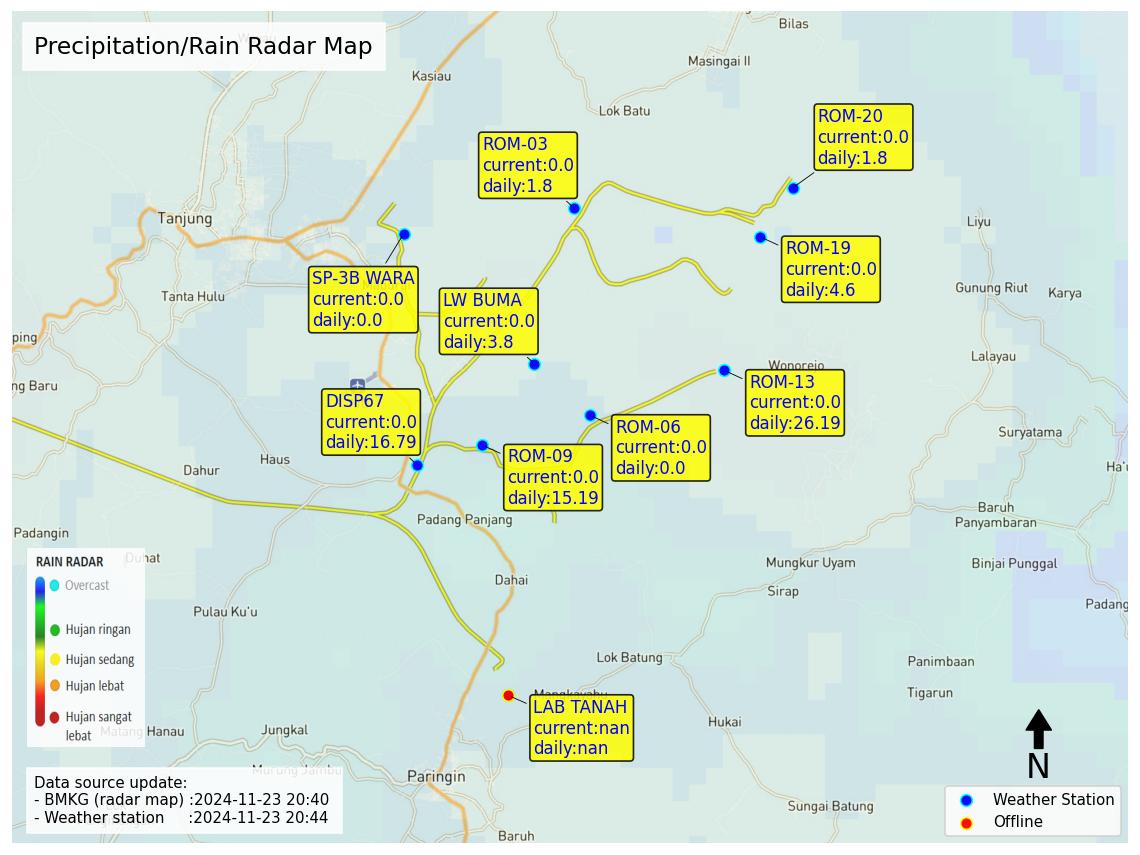 Precipitation/Rain Radar Map
Bilas
Masingai II
Kasiau
Lok Batu
ROM-20
current:0.0
daily:1.8
ROM-03
current:0.0
daily:1.8
Tanjung
Liyu
ROM-19
current:0.0
daily:4.6
SP-3B WARA
current:0.0
daily:0.0
Tanta Hulu
LW BUMA
current:0.0
daily:3.8
Gunung Riut
Karya
ping
Lalayau
Wonorejo
ng Baru
ROM-13
current:0.0
daily:26.19
DISP67
current:0.0
daily:16.79
ROM-06
current:0.0
daily:0.0
Suryatama
ROM-09
current:0.0
daily:15.19
Haus
Dahur
Ha'u
Baruh
Panyambaran
Padang Panjang
Padangin
Duhat
Mungkur Uyam
Binjai Punggal
Dahai
Sirap
Padang
Pulau Ku'u
RAIN RADAR
Overcast
Hujan ringan
Hujan sedang
Hujan lebat
Hujan sangat
lebat
Lok Batung
Panimbaan
Tigarun
Mangkayahu
LAB TANAH
current:nan
daily:nan
Hukai
Matang Hanau
Jungkal
Murung Jambu
Paringin
N
Sungai Batung
Baruh
Data source update:
- BMKG (radar map) :2024-11-23 20:40
- Weather station :2024-11-23 20:44
Weather Station
Offline